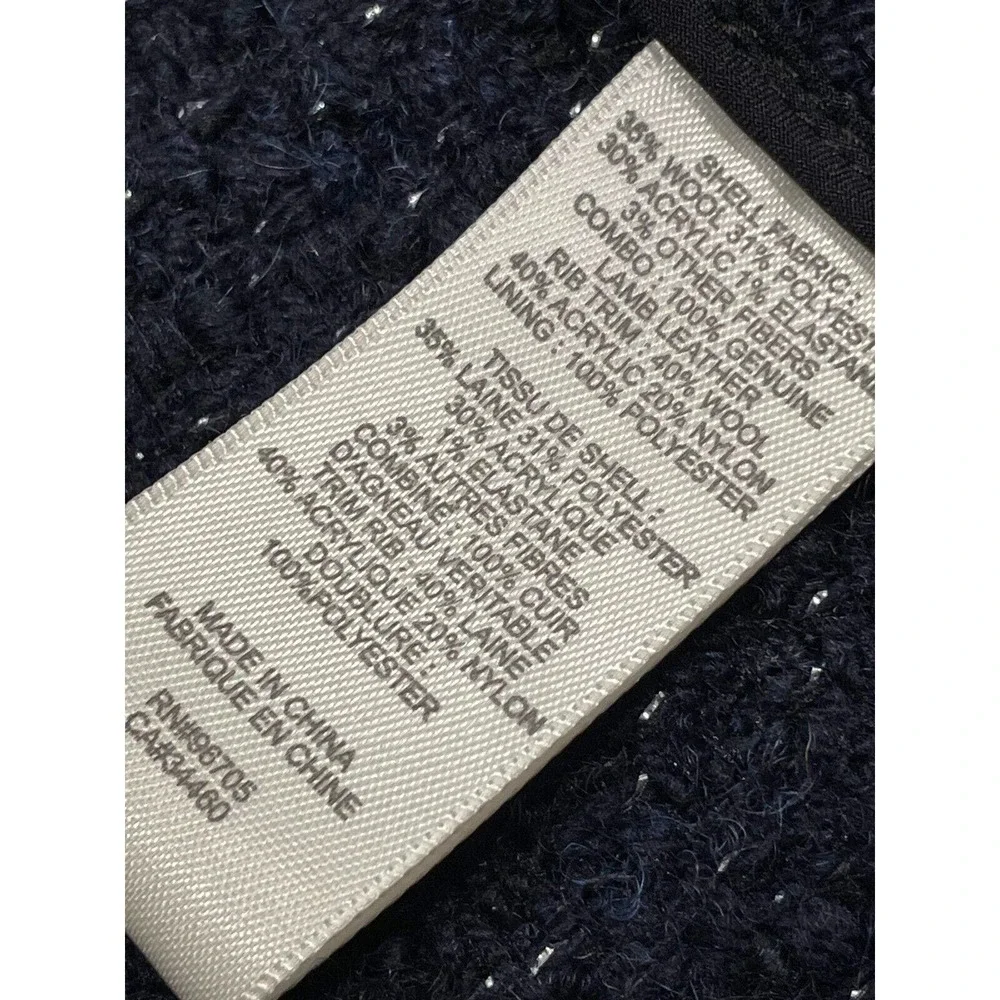 SHELL FABRIC :
35% WOOL 31% POLYEST
30% ACRYLIC 1% ELASTAN
3% OTHER FIBERS
COMBO : 100% GENUINE
LAMB LEATHER
RIB TRIM : 40% WOOL
40% ACRYLIC 20% NYLON
LINING : 100% POLYESTER
TISSU DE SHELL :
35% LAINE 31% POLYESTER
30% ACRYLIQUE
1% ELASTANE
3% AUTRES FIBRES
COMBINE : 100% CUIR
D'AGNEAU VERITABLE
TRIM RIB : 40% LAINE
40% ACRYLIQUE 20% NYLON
DOUBLURE :
100%POLYESTER
MADE IN CHINA
FABRIQUE EN CHINE
RN#96705
CA#34460